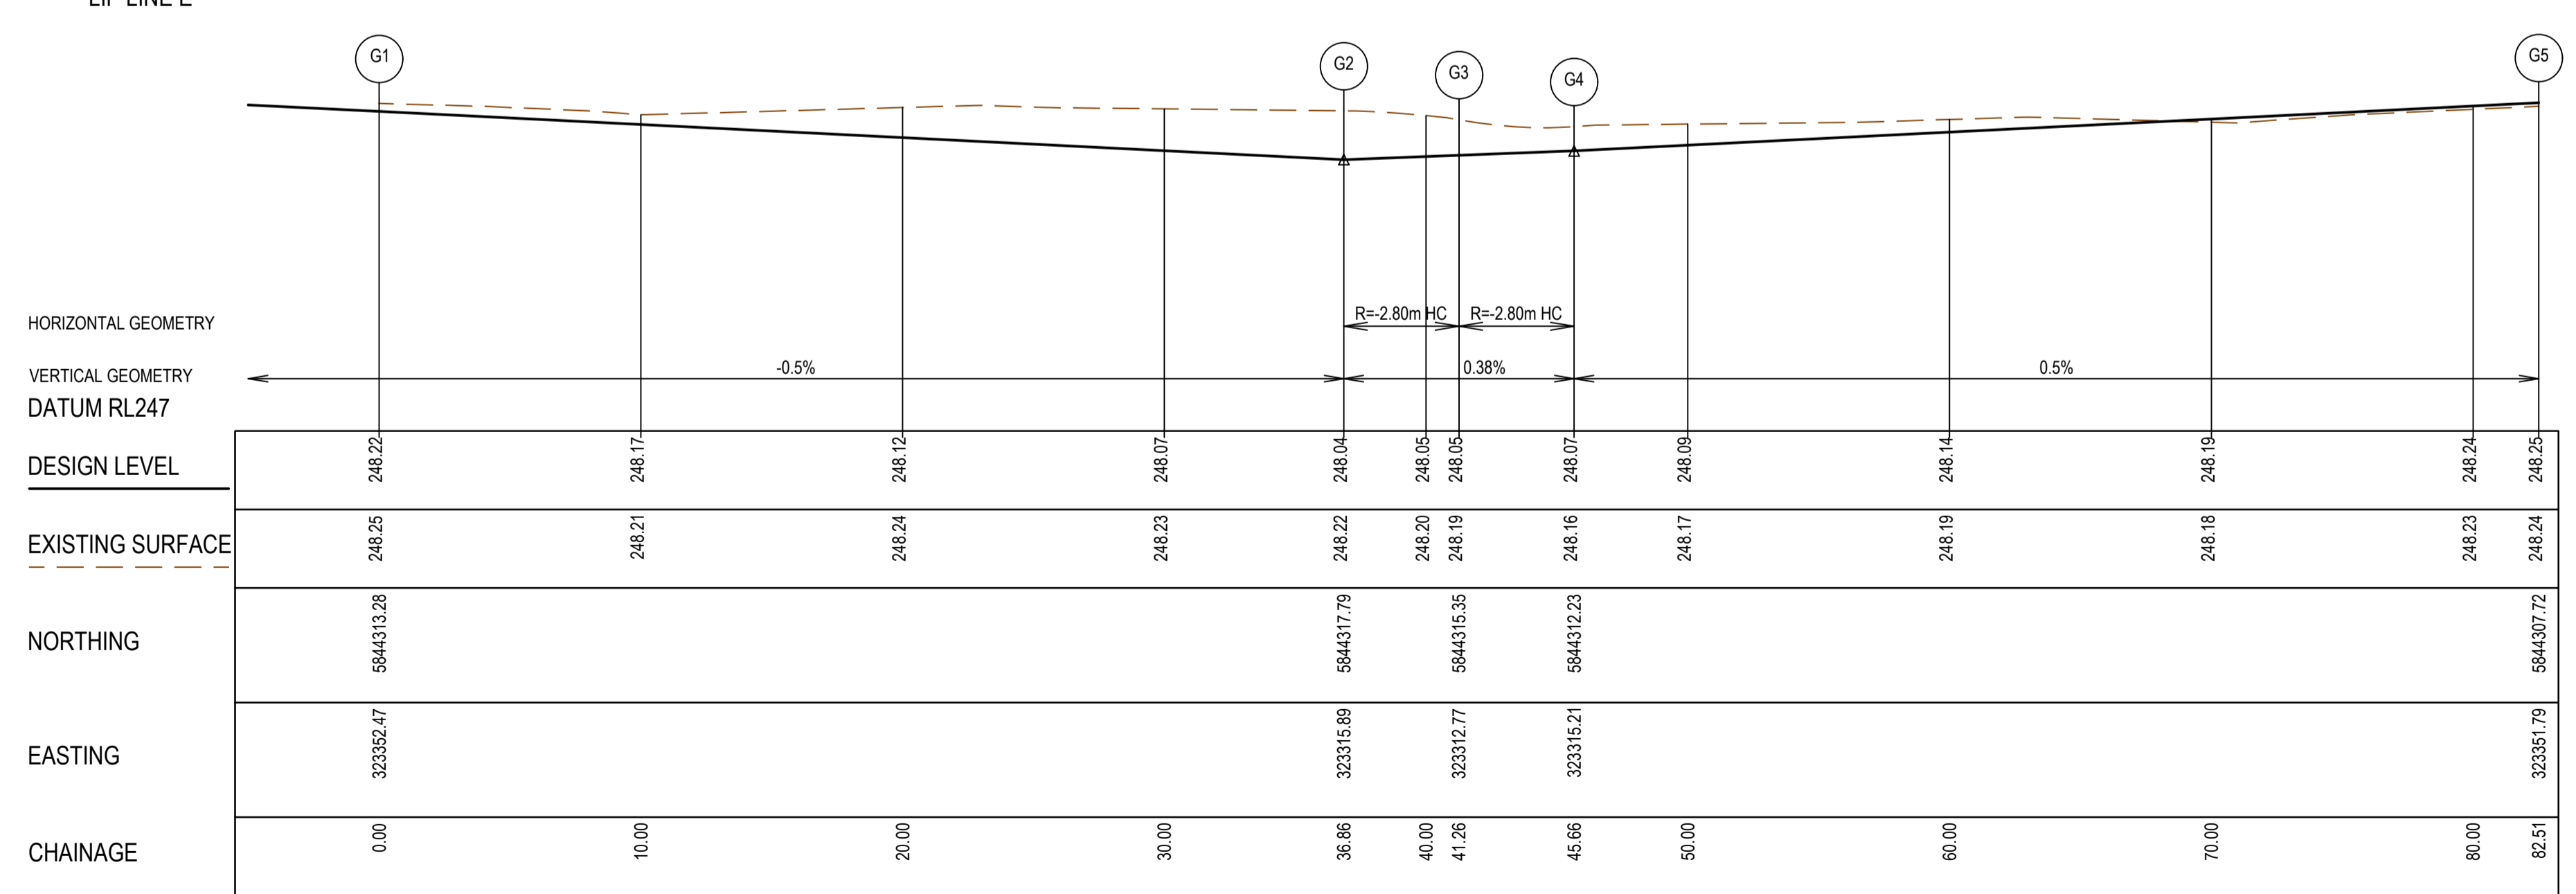 LIP LINE E
G1 G2 G3 G4 G5
HORIZONTAL GEOMETRY R=-2.80m HC R=-2.80m HC
VERTICAL GEOMETRY -0.5% 0.38% 0.5%
DATUM RL247
DESIGN LEVEL 248.22 248.17 248.12 248.07 248.04 248.05 248.05 248.07 248.09 248.14 248.19 248.24 248.25
EXISTING SURFACE 248.25 248.21 248.24 248.23 248.22 248.20 248.19 248.16 248.17 248.19 248.18 248.23 248.24
NORTHING 5844313.28 5844317.79 5844315.35 5844312.23 5844307.72
EASTING 323352.47 323315.89 323312.77 323315.21 323351.79
CHAINAGE 0.00 10.00 20.00 30.00 36.86 40.00 41.26 45.66 50.00 60.00 70.00 80.00 82.51